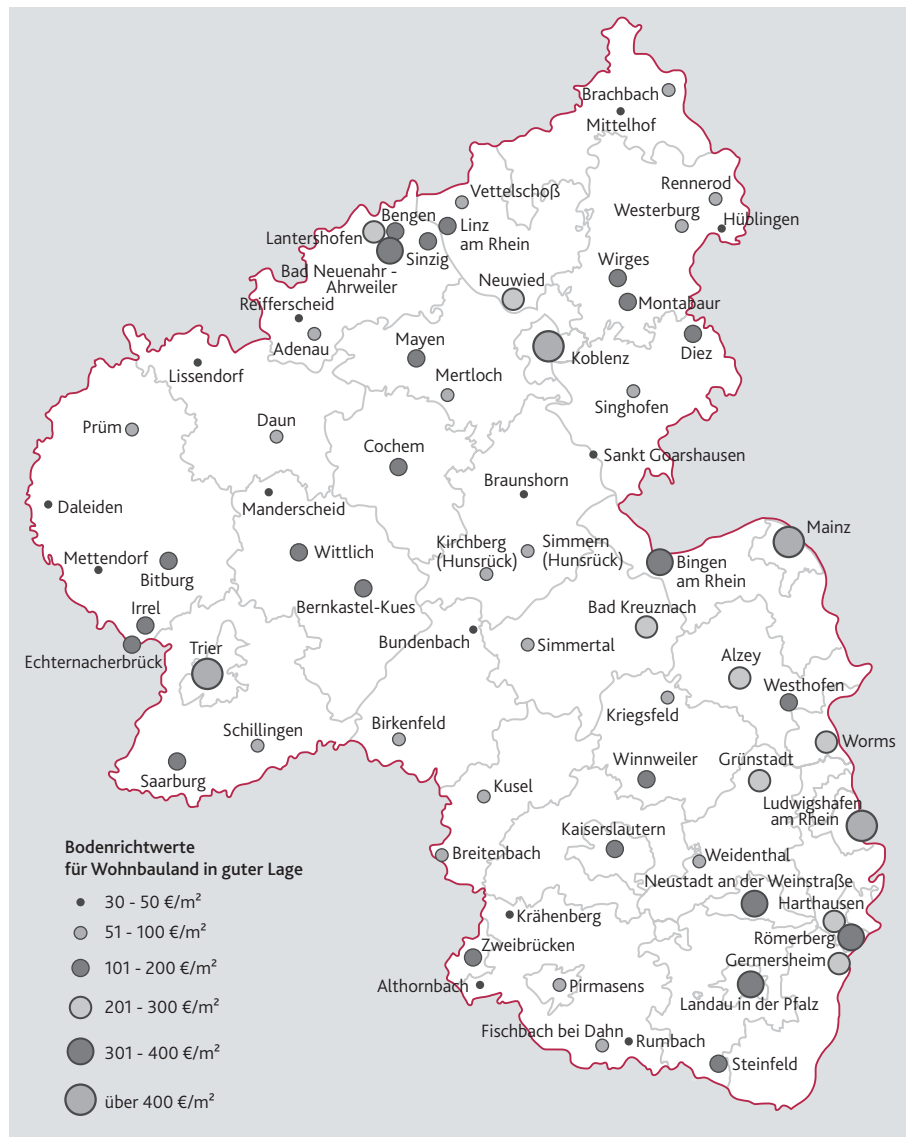 Brachbach
Mittelhof
Rennerod
Vettelschoß
Westerburg
Hüblingen
Bengen
Linz
am Rhein
Lantershofen
Sinzig
Bad Neuenahr -
Ahrweiler
Wirges
Neuwied
Reifferscheid
Montabaur
Adenau
Mayen
Koblenz
Diez
Lissendorf
Mertloch
Singhofen
Prüm
Daun
Cochem
Sankt Goarshausen
Braunshorn
Daleiden
Manderscheid
Mainz
Mettendorf
Bitburg
Wittlich
Kirchberg
(Hunsrück)
Simmern
(Hunsrück)
Bingen
am Rhein
Irrel
Bernkastel-Kues
Bad Kreuznach
Echternacherbrück
Trier
Bundenbach
Simmertal
Alzey
Westhofen
Kriegsfeld
Schillingen
Birkenfeld
Worms
Saarburg
Winnweiler
Grünstadt
Kusel
Ludwigshafen
am Rhein
Kaiserslautern
Breitenbach
Weidenthal
Neustadt an der Weinstraße
Harthausen
Krähenberg
Römerberg
Zweibrücken
Germersheim
Althornbach
Pirmasens
Landau in der Pfalz
Fischbach bei Dahn
Rumbach
Steinfeld
Bodenrichtwerte
für Wohnbauland in guter Lage
30 - 50 €/m²
51 - 100 €/m²
101 - 200 €/m²
201 - 300 €/m²
301 - 400 €/m²
über 400 €/m²